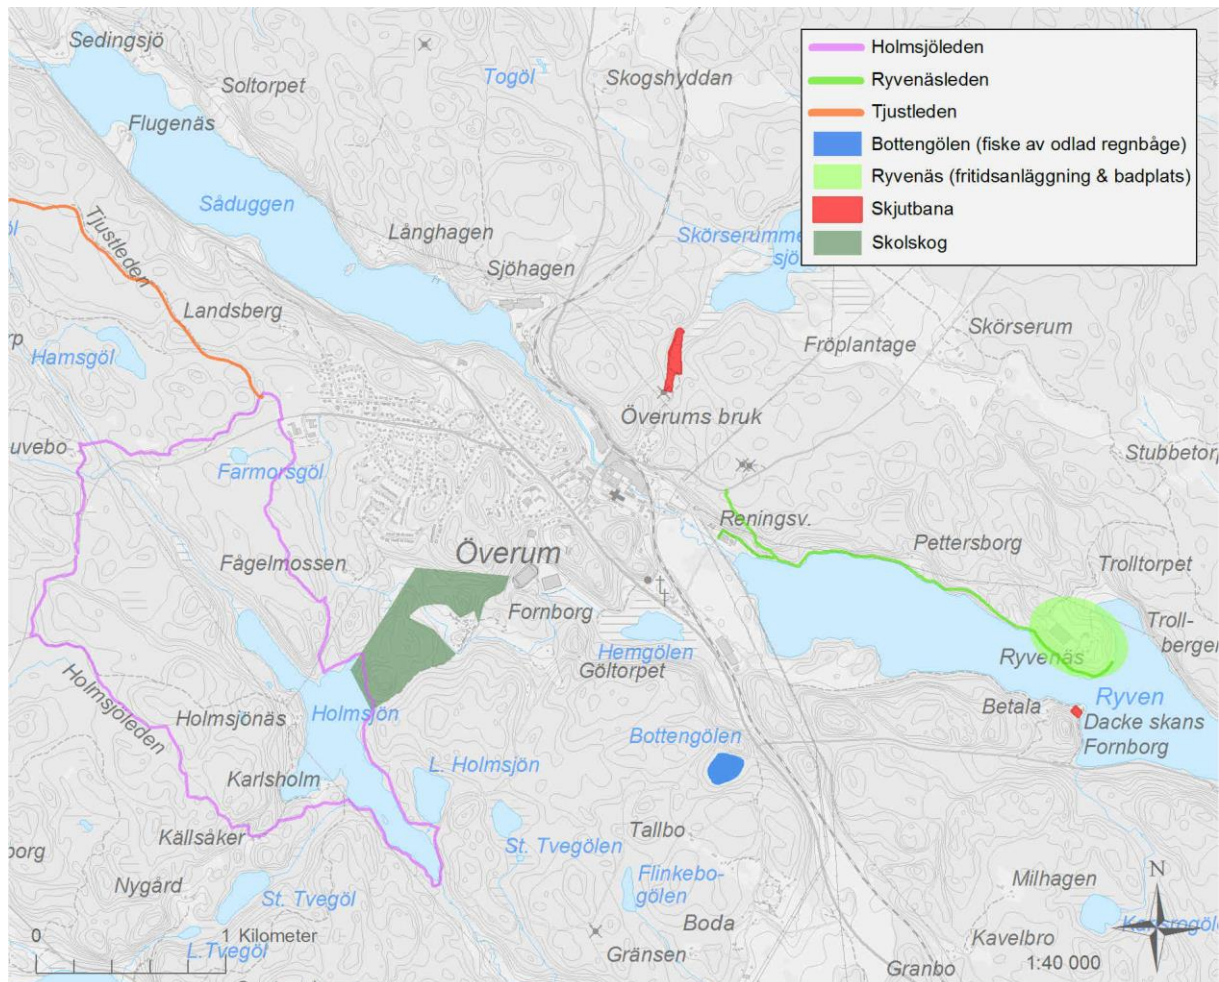 Sedingsjö
Soltorpet
Togöl
Skogshyddan
Flugenäs
Såduggen
Långhagen
Sjöhagen
Tjustleden
Landsberg
Hamsgöl
Skörserum
Fröplantage
Överums bruk
uvebo
Farmorsgöl
Reningsv.
Pettersborg
Trolltorpet
Överum
Fågelmossen
Fornborg
Hemgölen
Göltorpet
Ryvenäs
Troll-
Ryven
Betala
Dacke skans
Fornborg
Holmsjöleden
Holmsjönäs
Holmsjön
Bottengölen
Karlsholm
L. Holmsjön
Källsåker
Tallbo
St. Tvegölen
Flinkebo-
gölen
Nygård
St. Tvegöl
Boda
Milhagen
L.Tvegöl
Gränsen
Kavelbro
Granbo
0 1 Kilometer
1:40 000
N
Holmsjöleden
Ryvenäsleden
Tjustleden
Bottengölen (fiske av odlad regnbåge)
Ryvenäs (fritidsanläggning & badplats)
Skjutbana
Skolskog